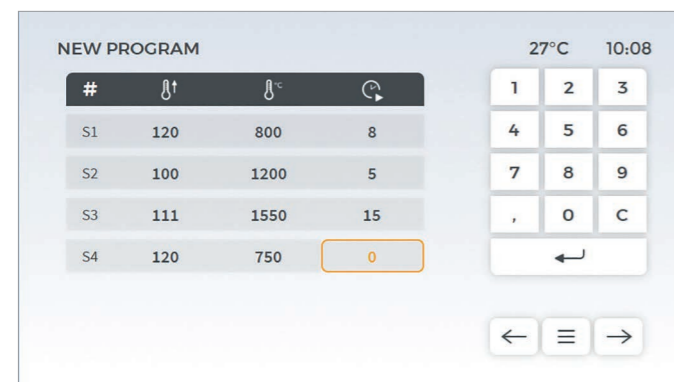 NEW PROGRAM 27°C 10:08
# °C
S1 120 800 8
S2 100 1200 5
S3 111 1550 15
S4 120 750 0
1 2 3
4 5 6
7 8 9
, 0 C